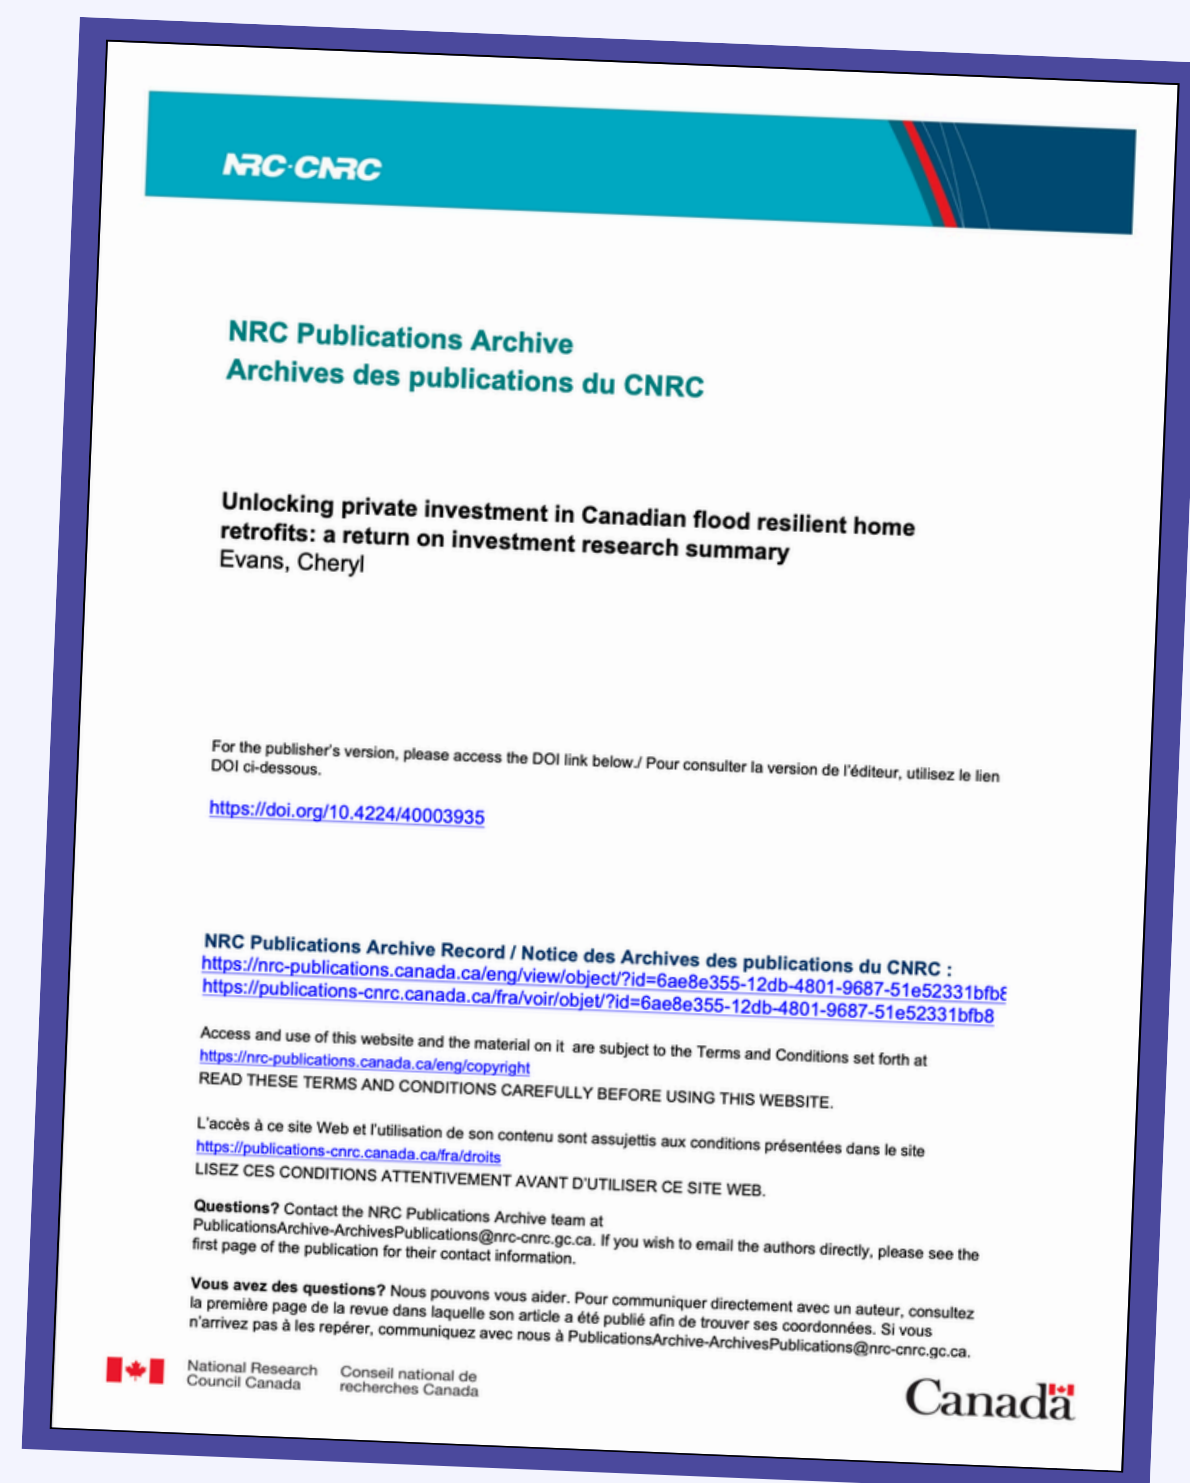 NRC·CNRC
NRC Publications Archive
Archives des publications du CNRC
Unlocking private investment in Canadian flood resilient home
retrofits: a return on investment research summary
Evans, Cheryl
For the publisher's version, please access the DOI link below./ Pour consulter la version de l'éditeur, utilisez le lien
DOI ci-dessous.
https://doi.org/10.4224/40003935
NRC Publications Archive Record / Notice des Archives des publications du CNRC :
https://nrc-publications.canada.ca/eng/view/object/?id=6ae8e355-12db-4801-9687-51e52331bfb8
https://publications-cnrc.canada.ca/fra/voir/objet/?id=6ae8e355-12db-4801-9687-51e52331bfb8
Access and use of this website and the material on it are subject to the Terms and Conditions set forth at
https://nrc-publications.canada.ca/eng/copyright
READ THESE TERMS AND CONDITIONS CAREFULLY BEFORE USING THIS WEBSITE.
L'accès à ce site Web et l'utilisation de son contenu sont assujettis aux conditions présentées dans le site
https://publications-cnrc.canada.ca/fra/droits
LISEZ CES CONDITIONS ATTENTIVEMENT AVANT D'UTILISER CE SITE WEB.
Questions? Contact the NRC Publications Archive team at
PublicationsArchive-ArchivesPublications@nrc-cnrc.gc.ca. If you wish to email the authors directly, please see the
first page of the publication for their contact information.
Vous avez des questions? Nous pouvons vous aider. Pour communiquer directement avec un auteur, consultez
la première page de la revue dans laquelle son article a été publié afin de trouver ses coordonnées. Si vous
n'arrivez pas à les repérer, communiquez avec nous à PublicationsArchive-ArchivesPublications@nrc-cnrc.gc.ca.
National Research Conseil national de
Council Canada recherches Canada
Canada